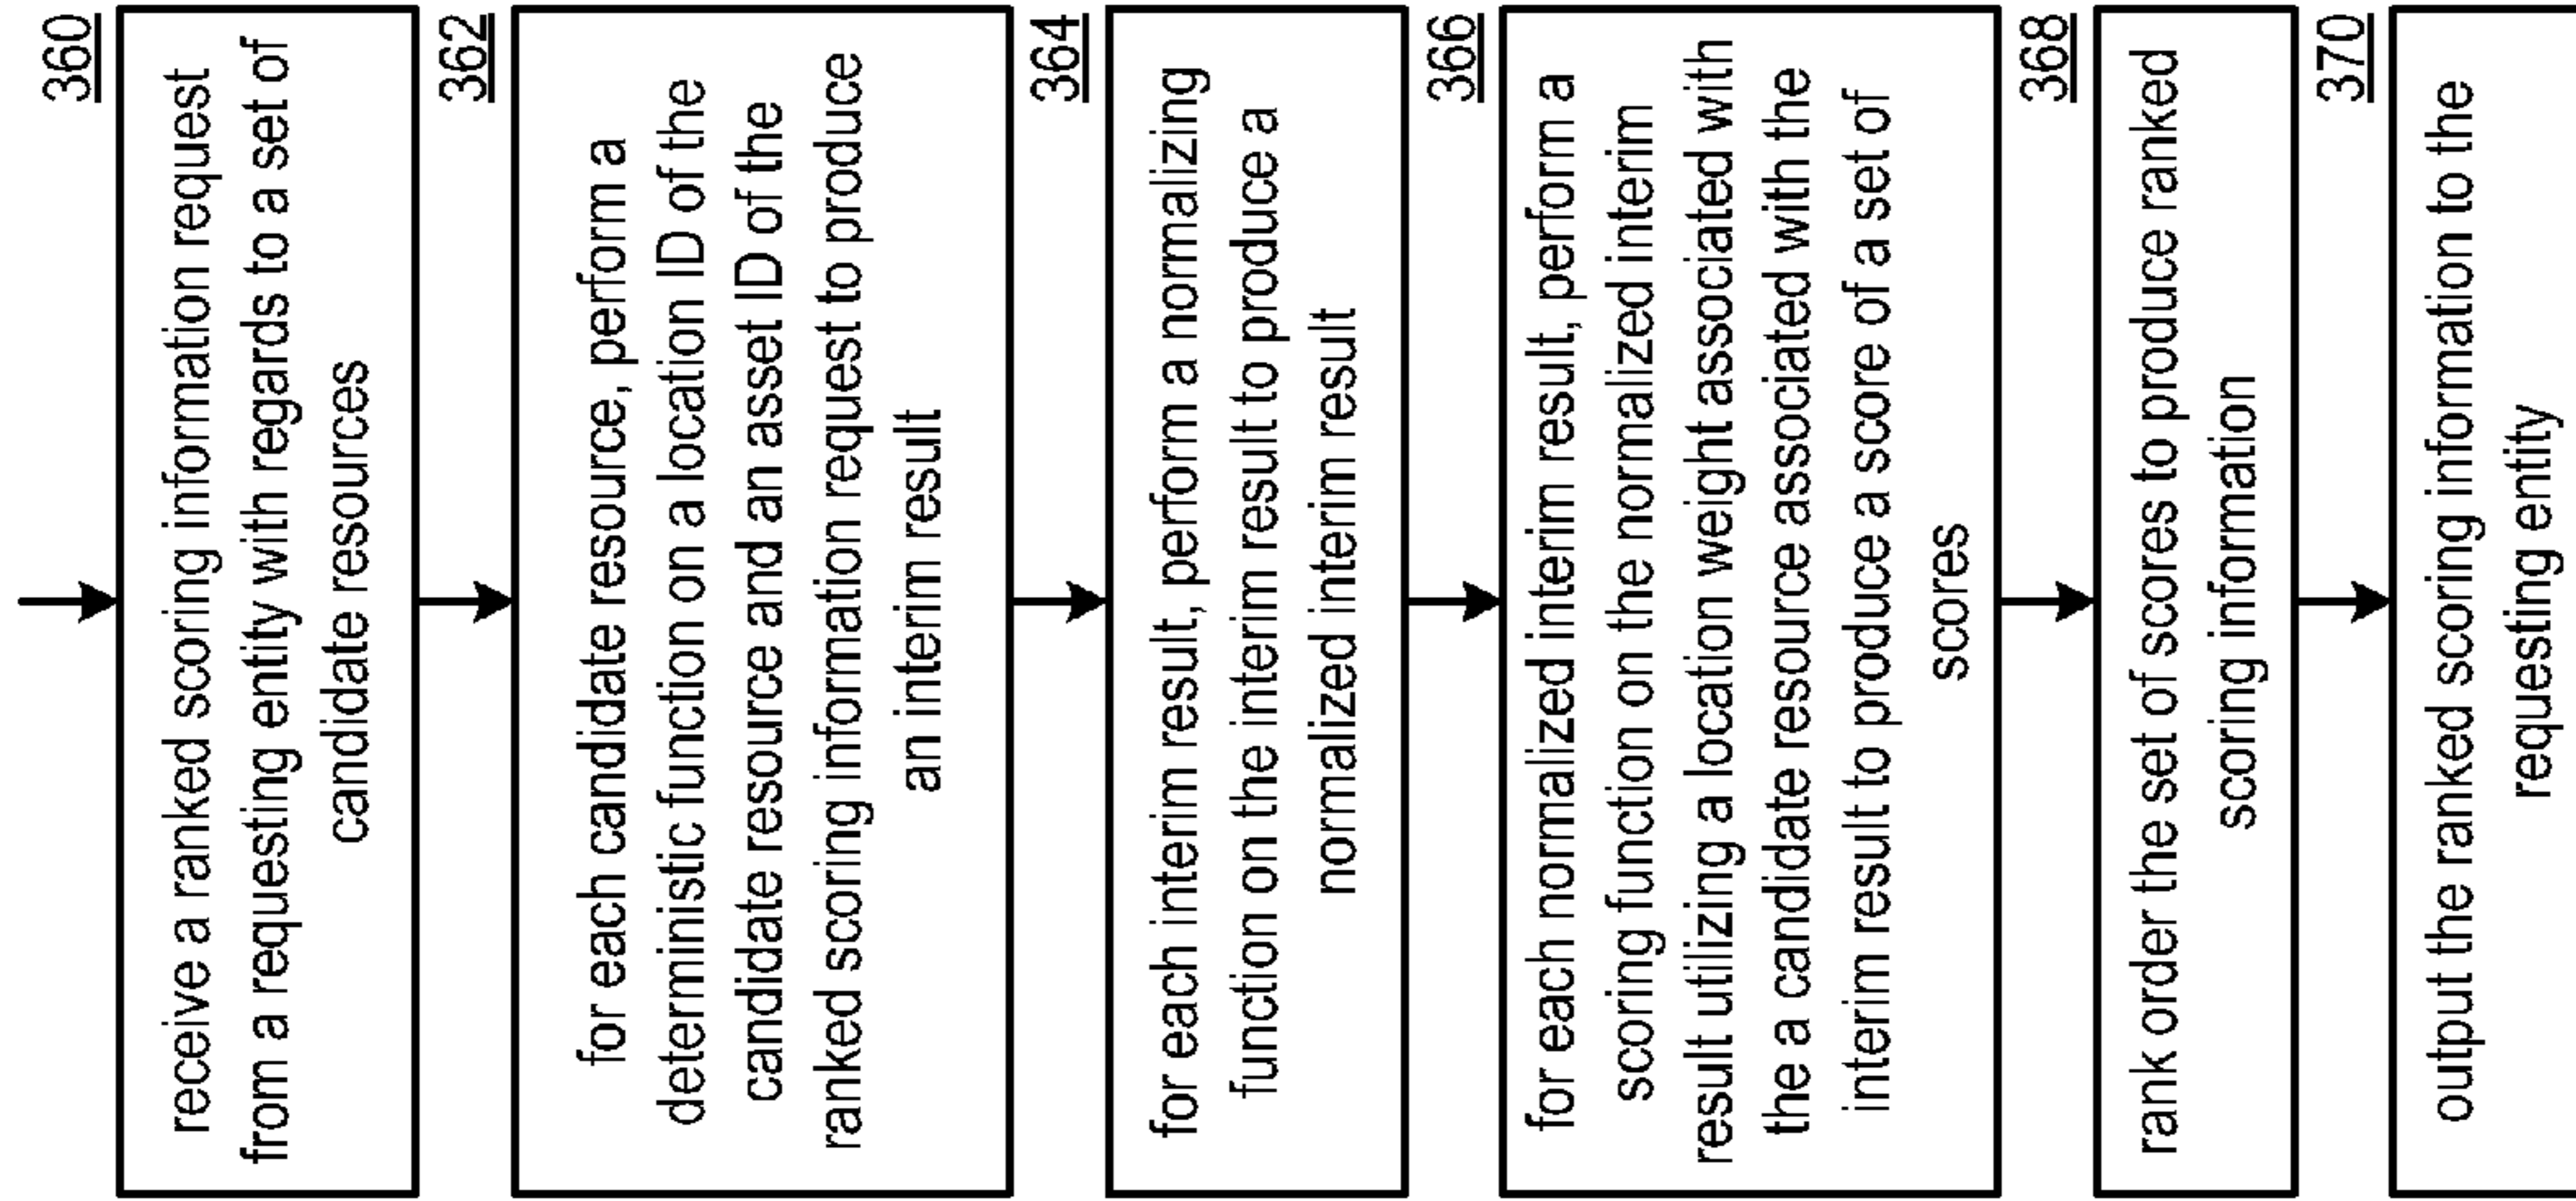 360
receive a ranked scoring information request
from a requesting entity with regards to a set of
candidate resources
362
for each candidate resource, perform a
deterministic function on a location ID of the
candidate resource and an asset ID of the
ranked scoring information request to produce
an interim result
364
for each interim result, perform a normalizing
function on the interim result to produce a
normalized interim result
366
for each normalized interim result, perform a
scoring function on the normalized interim
result utilizing a location weight associated with
the a candidate resource associated with the
interim result to produce a score of a set of
scores
368
rank order the set of scores to produce ranked
scoring information
370
output the ranked scoring information to the
requesting entity